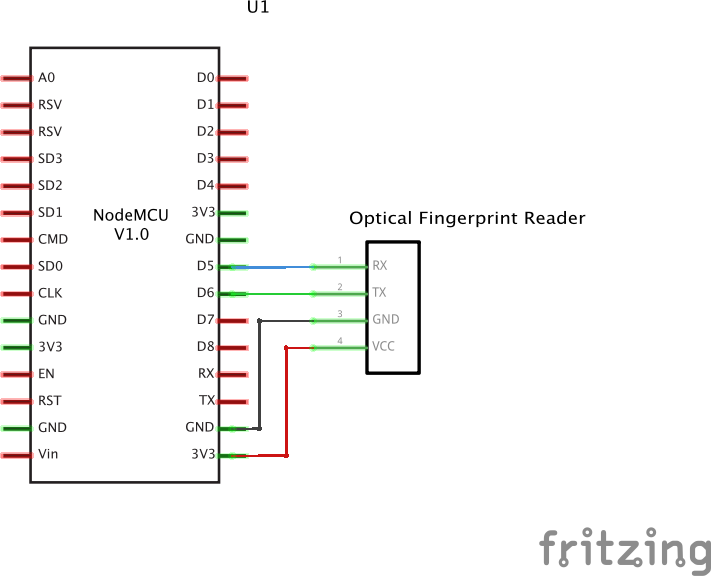 U1
A0
RSV
RSV
SD3
SD2
SD1
CMD
SD0
CLK
GND
3V3
EN
RST
GND
Vin
NodeMCU
V1.0
D0
D1
D2
D3
D4
3V3
GND
D5
D6
D7
D8
RX
TX
GND
3V3
Optical Fingerprint Reader
1 RX
2 TX
3 GND
4 VCC
fritzing